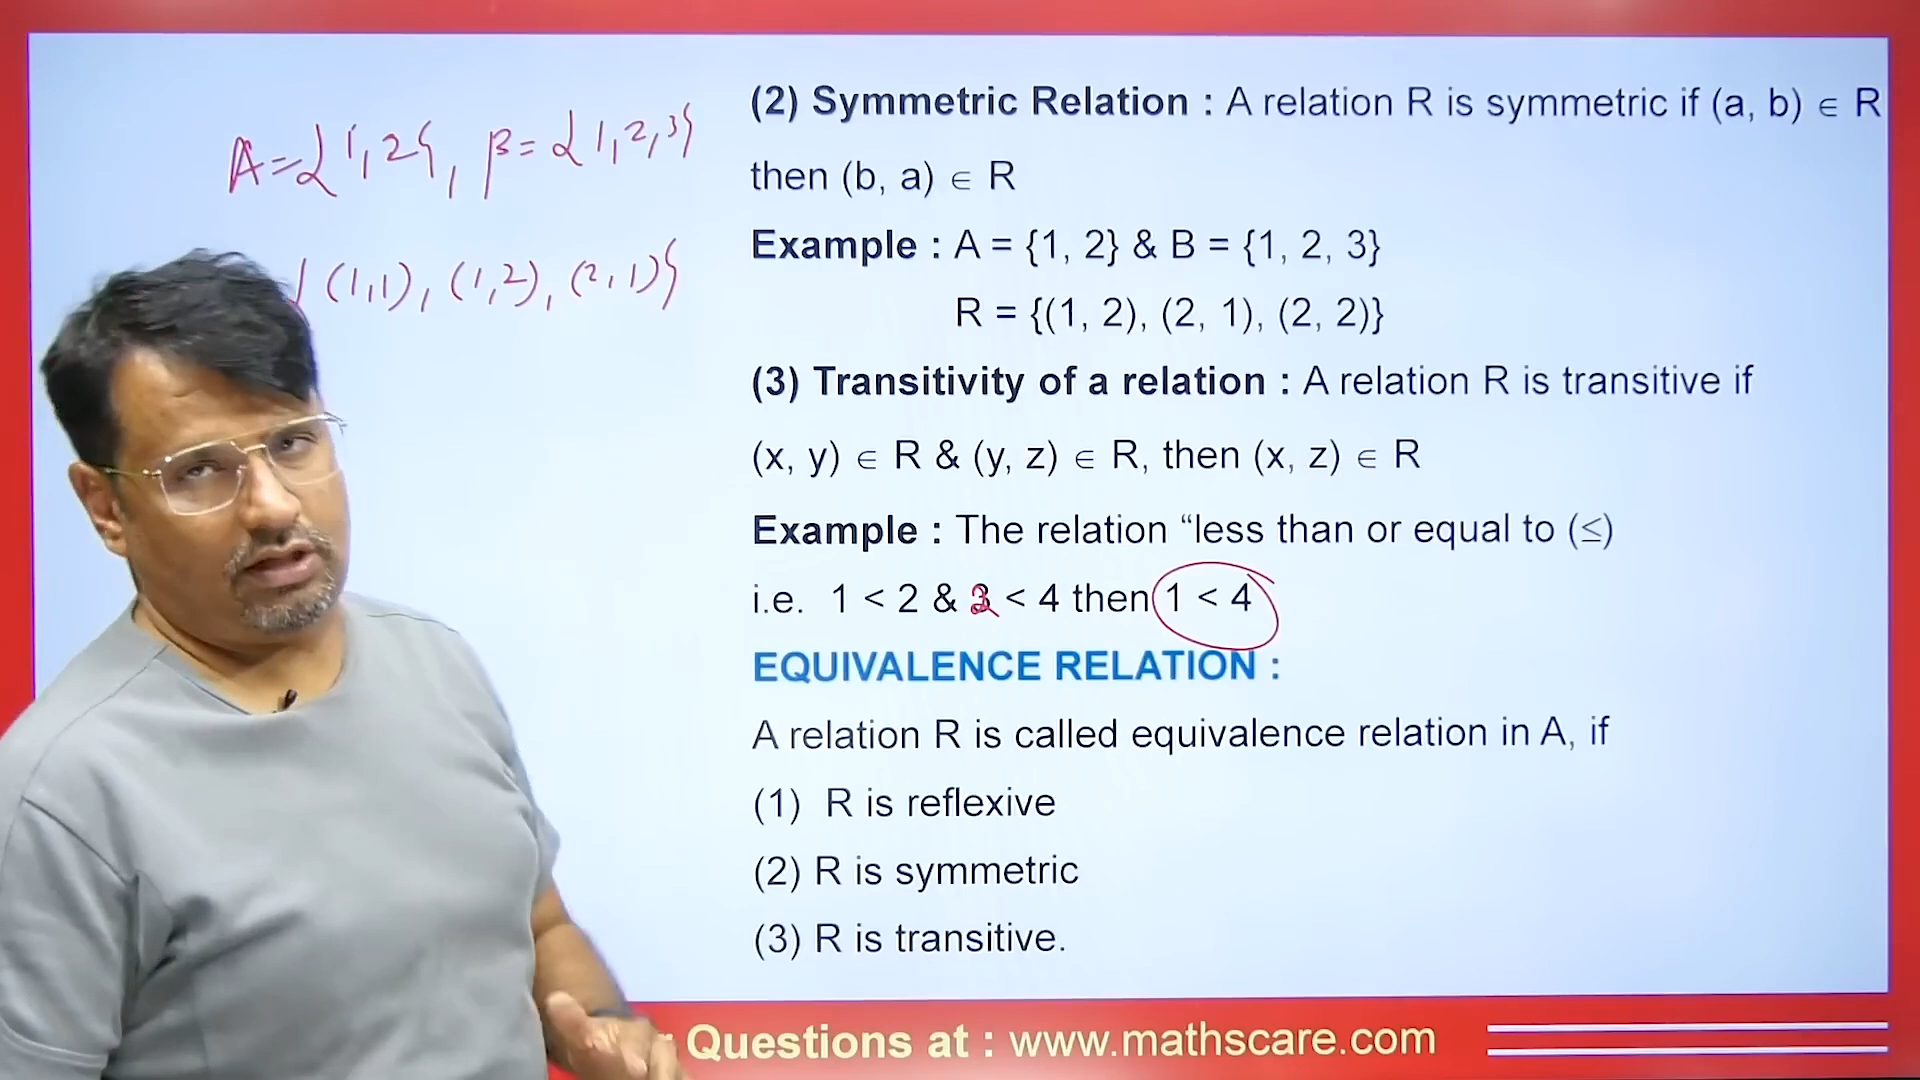 A = {1, 2}, B = {1, 2, 3}
{(1,1), (1,2), (2,1)}
(2) Symmetric Relation : A relation R is symmetric if (a, b) ∈ R
then (b, a) ∈ R
Example : A = {1, 2} & B = {1, 2, 3}
R = {(1, 2), (2, 1), (2, 2)}
(3) Transitivity of a relation : A relation R is transitive if
(x, y) ∈ R & (y, z) ∈ R, then (x, z) ∈ R
Example : The relation “less than or equal to (≤)
i.e. 1 < 2 & 2 < 4 then 1 < 4
EQUIVALENCE RELATION :
A relation R is called equivalence relation in A, if
(1) R is reflexive
(2) R is symmetric
(3) R is transitive.
Questions at : www.mathscare.com